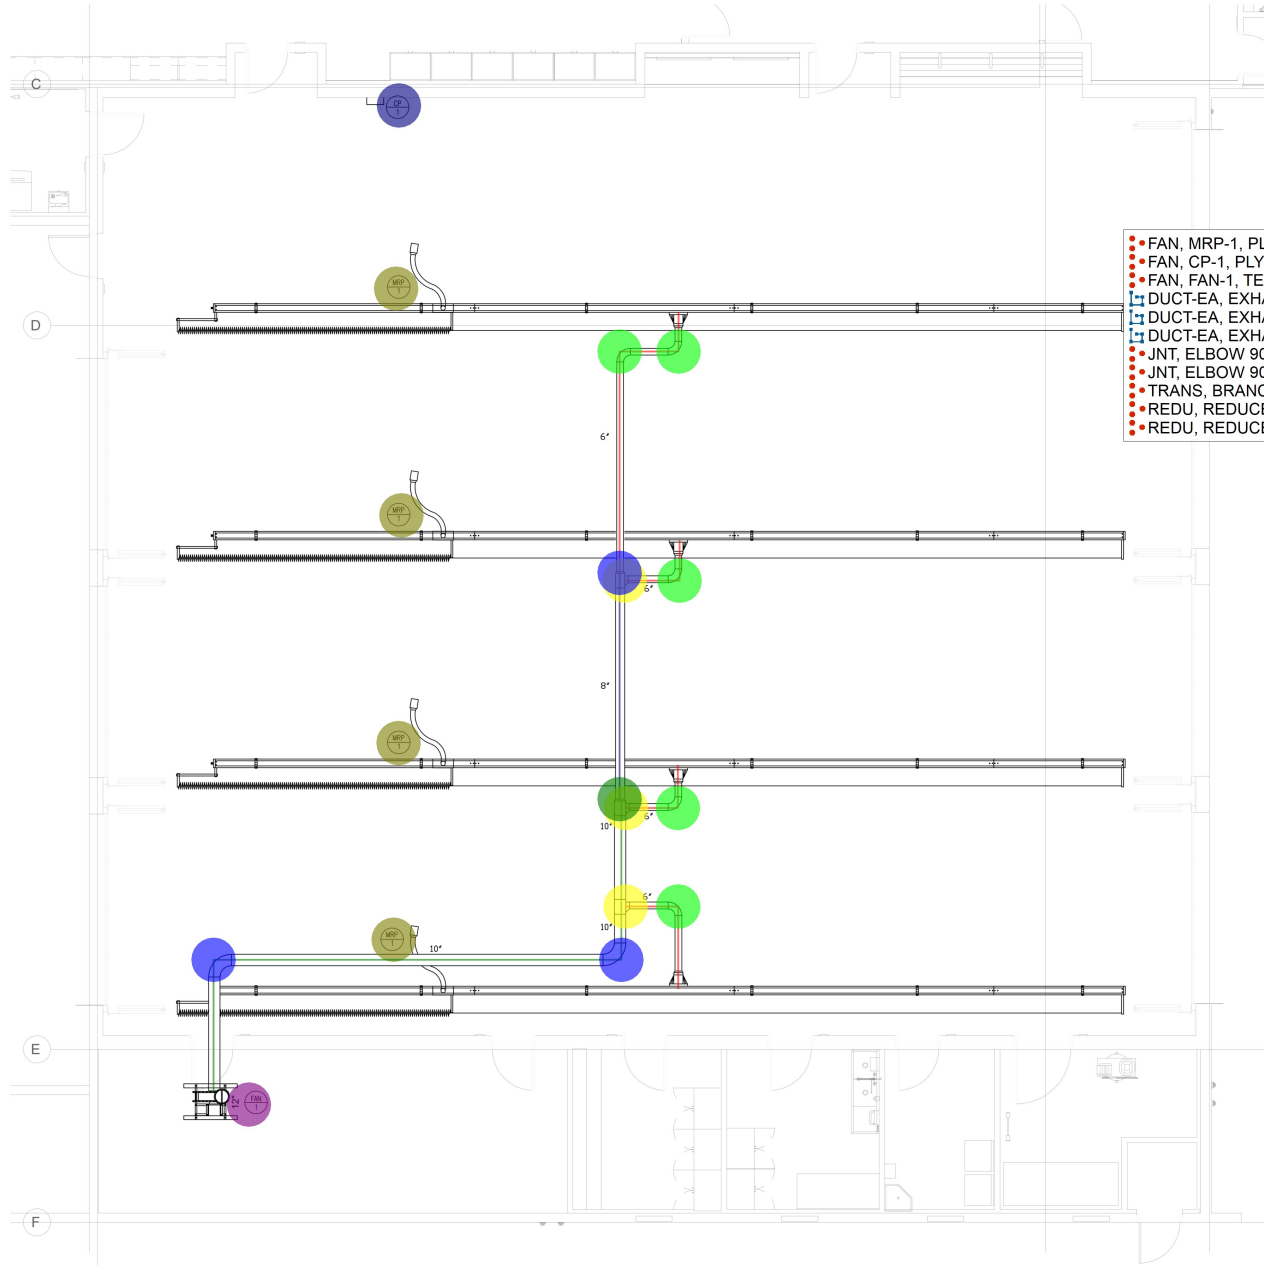 C
CP
1
FAN, MRP-1, PL
FAN, CP-1, PLY
FAN, FAN-1, TE
DUCT-EA, EXHA
DUCT-EA, EXHA
DUCT-EA, EXHA
JNT, ELBOW 90
JNT, ELBOW 90
TRANS, BRANC
REDU, REDUCE
REDU, REDUCE
MRP
1
D
6"
MRP
1
6"
8"
MRP
1
6"
10"
6"
10"
MRP
1
10"
E
12"
FAN
1
F